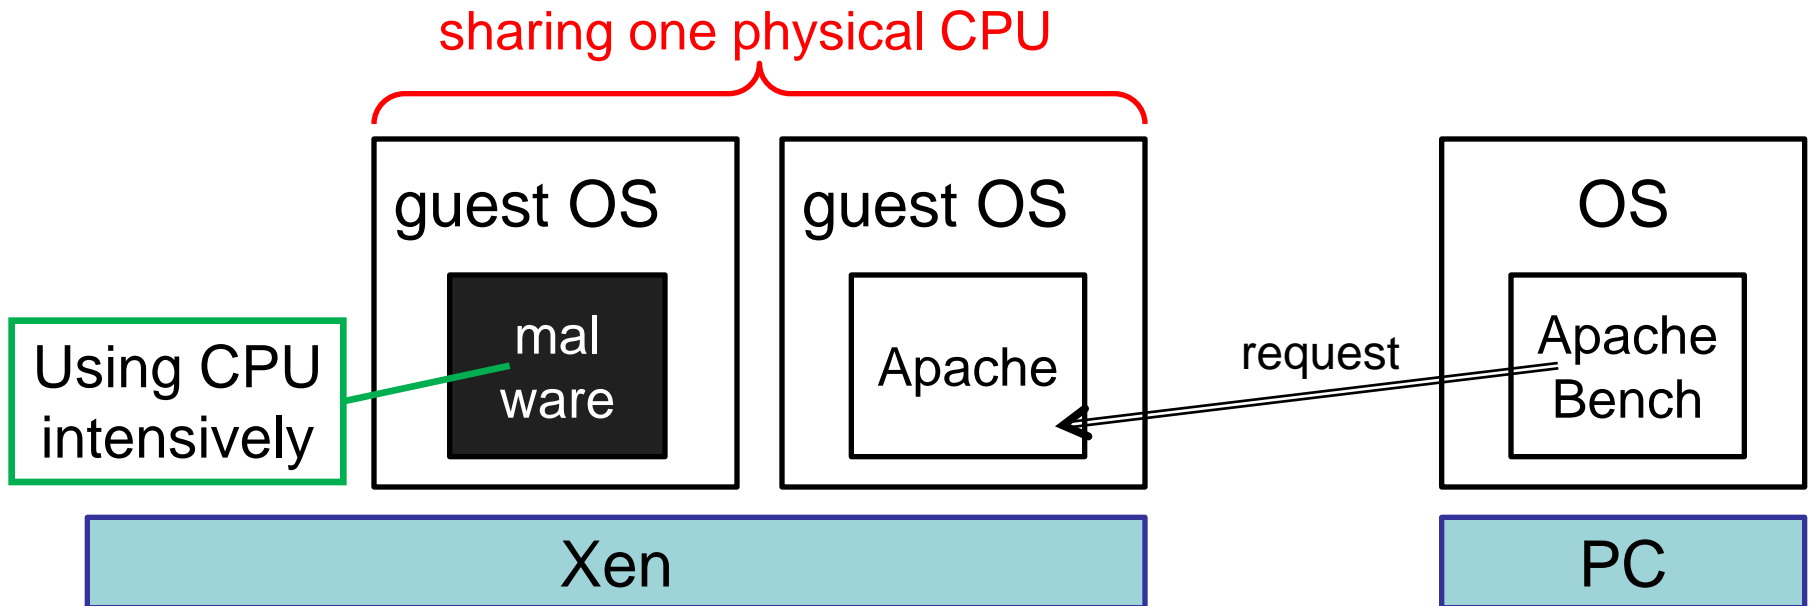 sharing one physical CPU
guest OS
guest OS
OS
Using CPU
intensively
mal
ware
Apache
request
Apache
Bench
Xen
PC